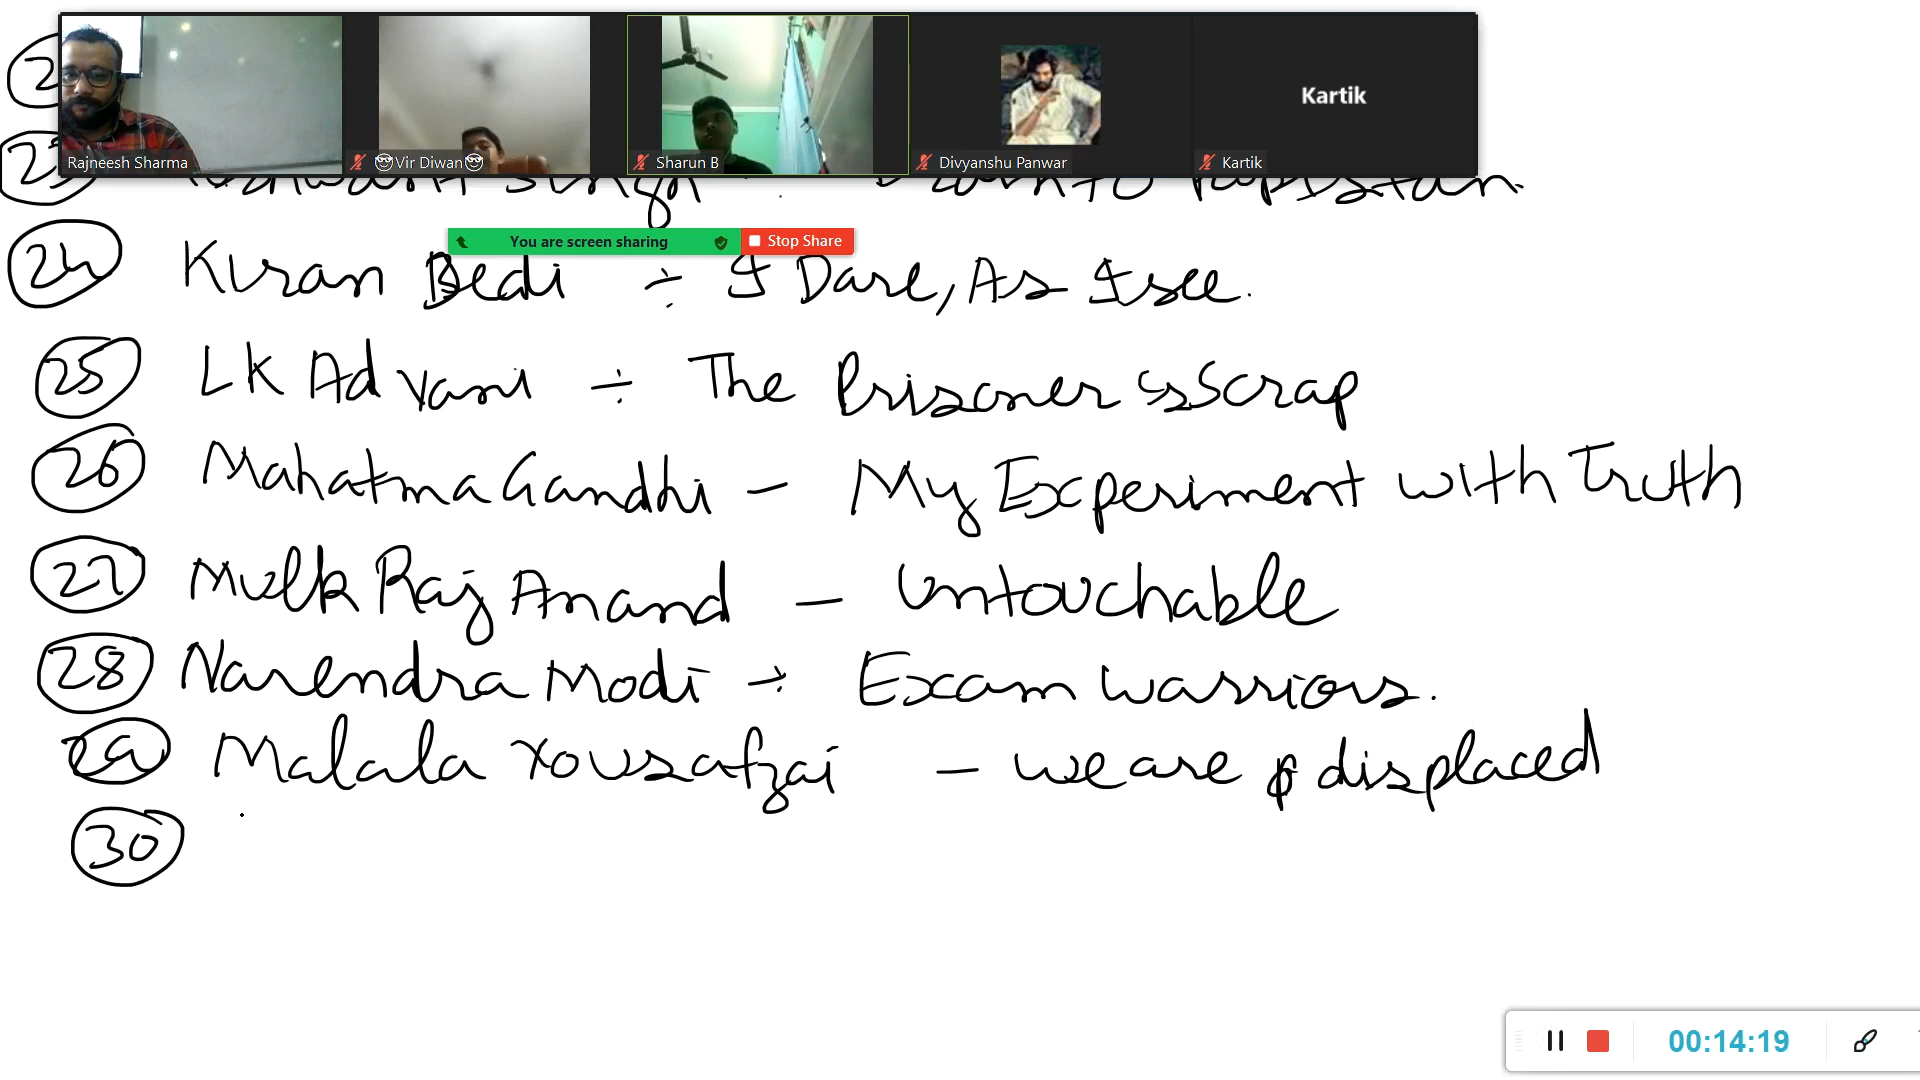 Kartik
Rajneesh Sharma
Vir Diwan
Sharun B
Divyanshu Panwar
Kartik
Singh
You are screen sharing
Stop Share
24 Kiran Bedi ÷ I Dare, As I see.
25 LK Advani ÷ The Prisoner Scrap
26 Mahatma Gandhi - My Experiment with Truth
27 Mulk Raj Anand - Untouchable
28 Narendra Modi ÷ Exam Warriors.
29 Malala Yousafzai - we are displaced
30
00:14:19